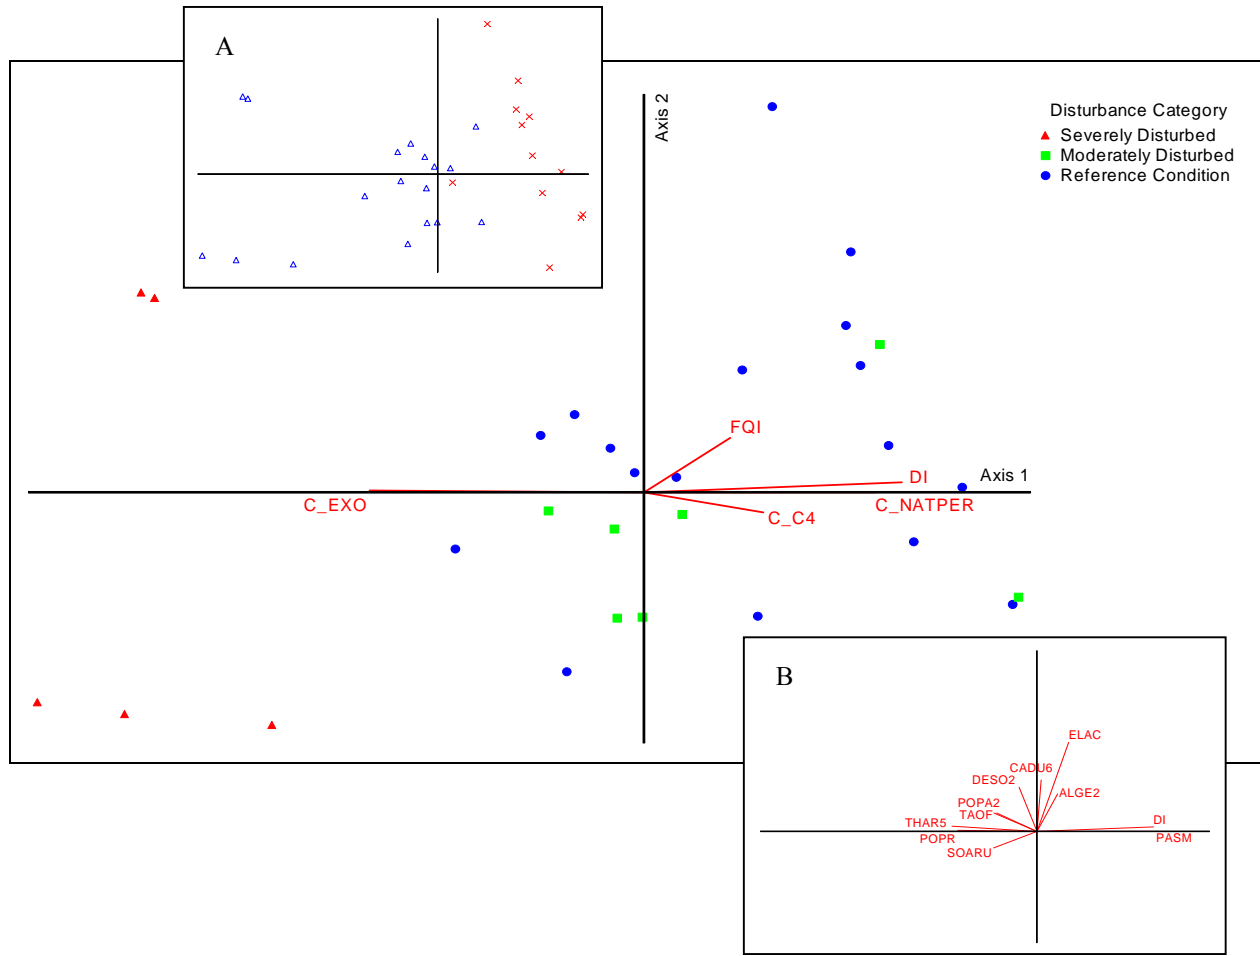 A
Axis 2
Disturbance Category
Severely Disturbed
Moderately Disturbed
Reference Condition
FQI
Axis 1
DI
C_EXO
C_NATPER
C_C4
B
ELAC
CADU6
DESO2
ALGE2
POPA2
TAOF
THAR5
DI
POPR
PASM
SOARU